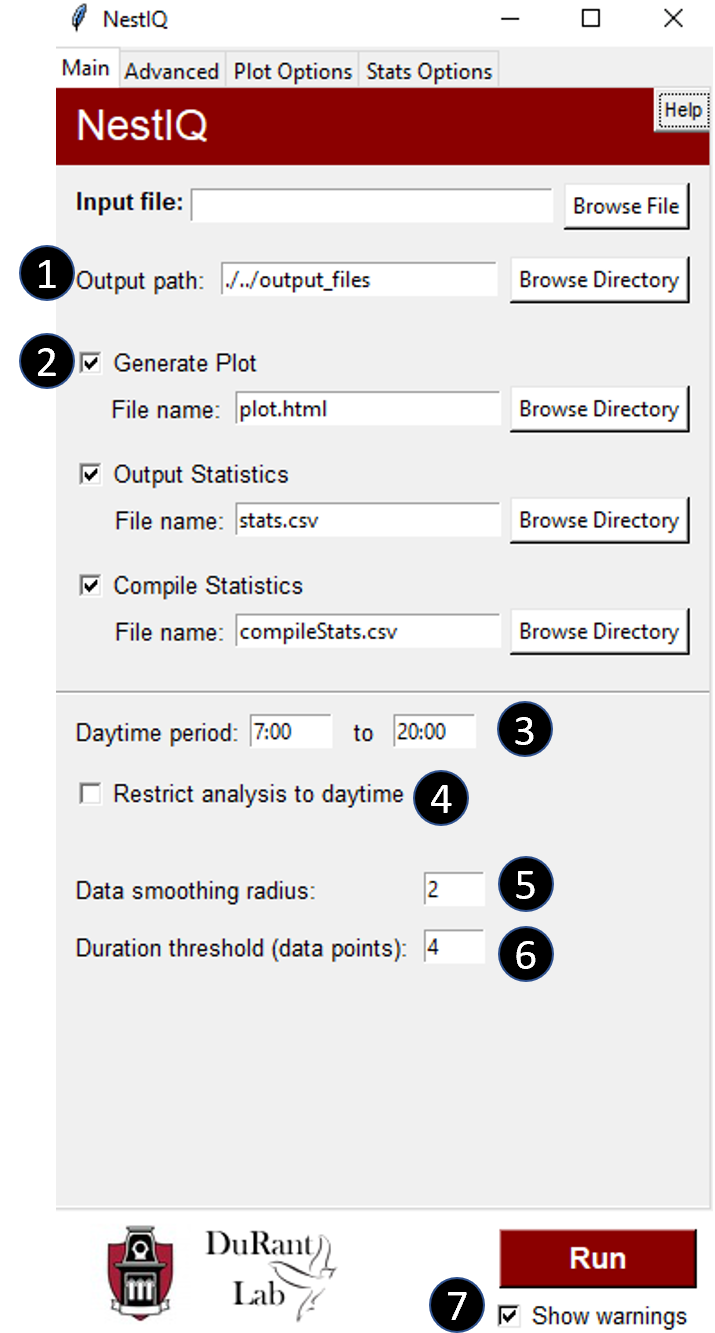 NestIQ
Main Advanced Plot Options Stats Options
NestIQ Help
Input file: Browse File
1 Output path: ./../output_files Browse Directory
2 Generate Plot
File name: plot.html Browse Directory
Output Statistics
File name: stats.csv Browse Directory
Compile Statistics
File name: compileStats.csv Browse Directory
Daytime period: 7:00 to 20:00 3
Restrict analysis to daytime 4
Data smoothing radius: 2 5
Duration threshold (data points): 4 6
DuRant
Lab
Run
7 Show warnings